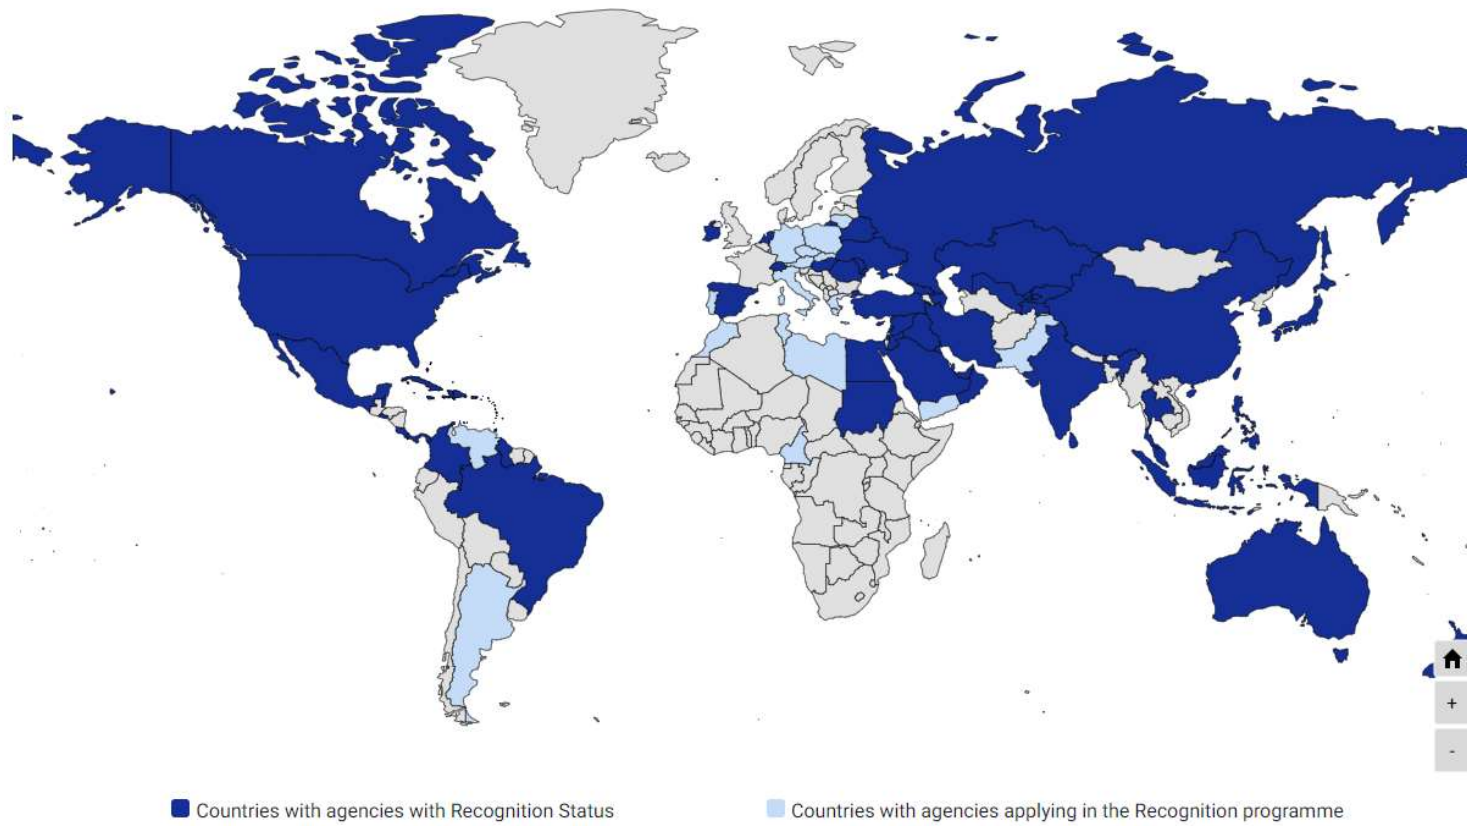 +
-
Countries with agencies with Recognition Status
Countries with agencies applying in the Recognition programme